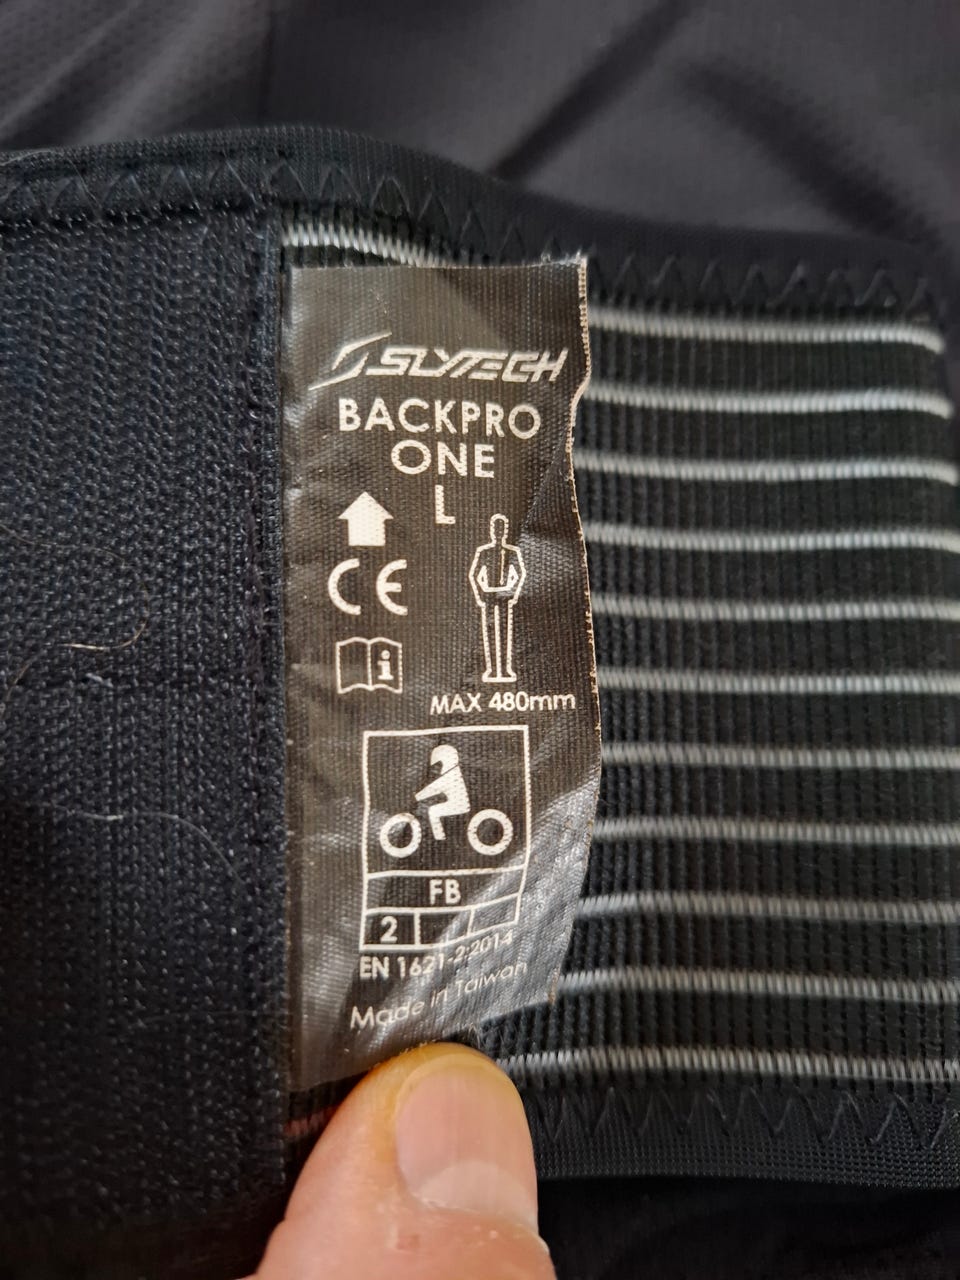 SLYTECH
BACKPRO
ONE
L
CE
i
MAX 480mm
FB
2
EN 1621-2:2014
Made in Taiwan